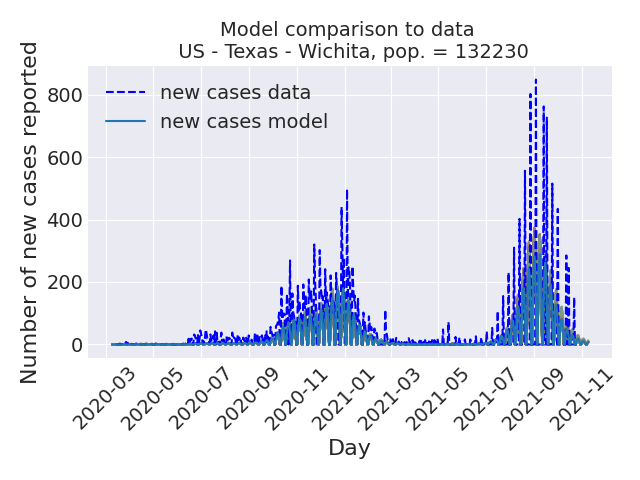 Model comparison to data
US - Texas - Wichita, pop. = 132230
Number of new cases reported
800
600
400
200
0
new cases data
new cases model
2020-03
2020-05
2020-07
2020-09
2020-11
2021-01
2021-03
2021-05
2021-07
2021-09
2021-11
Day